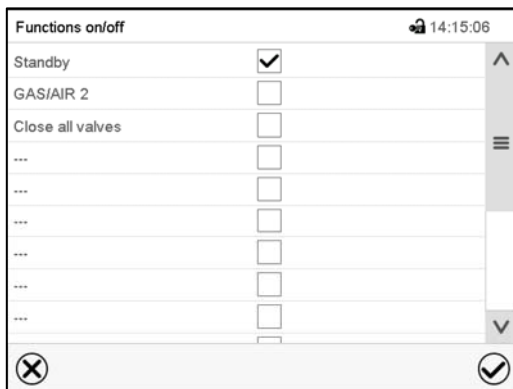 Functions on/off 14:15:06
Standby
GAS/AIR 2
Close all valves
---
---
---
---
---
---